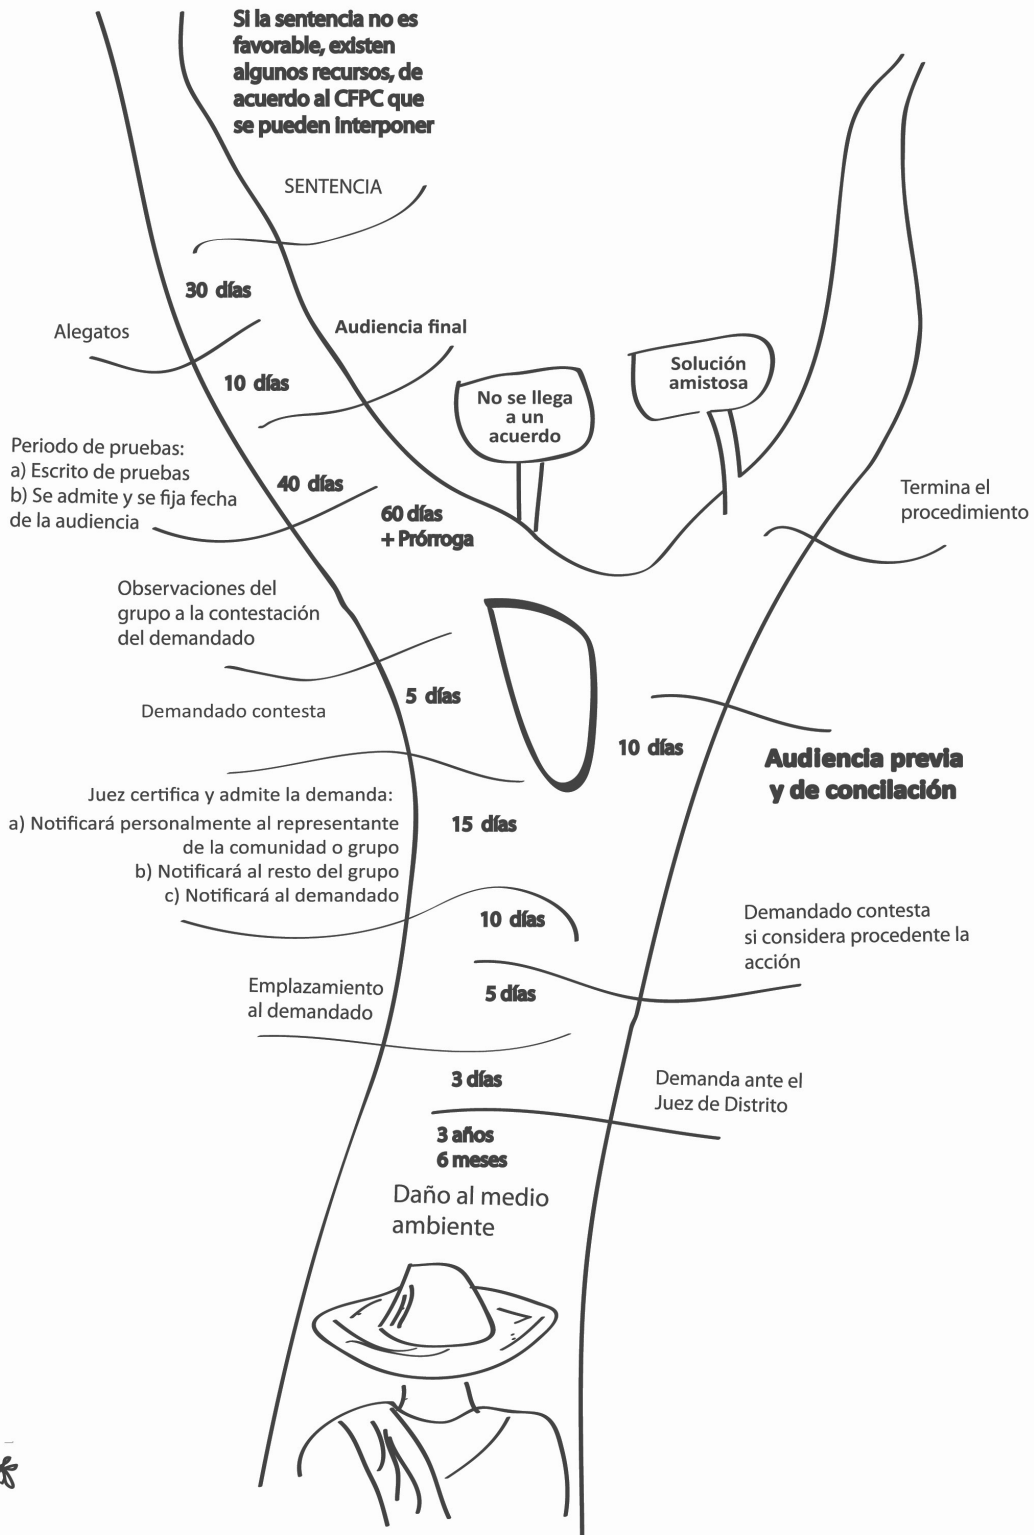 Si la sentencia no es
favorable, existen
algunos recursos, de
acuerdo al CFPC que
se pueden interponer
SENTENCIA
30 días
Alegatos
Audiencia final
10 días
No se llega
a un
acuerdo
Solución
amistosa
Periodo de pruebas:
a) Escrito de pruebas
b) Se admite y se fija fecha
de la audiencia
40 días
60 días
+ Prórroga
Termina el
procedimiento
Observaciones del
grupo a la contestación
del demandado
5 días
Demandado contesta
10 días
Audiencia previa
y de concilación
Juez certifica y admite la demanda:
a) Notificará personalmente al representante
de la comunidad o grupo
b) Notificará al resto del grupo
c) Notificará al demandado
15 días
10 días
Demandado contesta
si considera procedente la
acción
Emplazamiento
al demandado
5 días
3 días
Demanda ante el
Juez de Distrito
3 años
6 meses
Daño al medio
ambiente